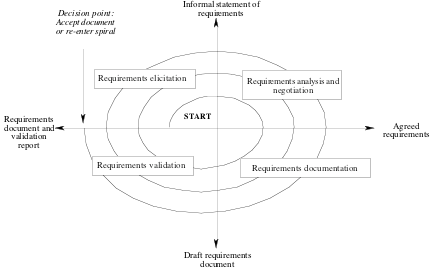 Informal statement of
requirements
Decision point:
Accept document
or re-enter spiral
Requirements elicitation
Requirements analysis and
negotiation
START
Requirements
document and
validation
report
Agreed
requirements
Requirements validation
Requirements documentation
Draft requirements
document